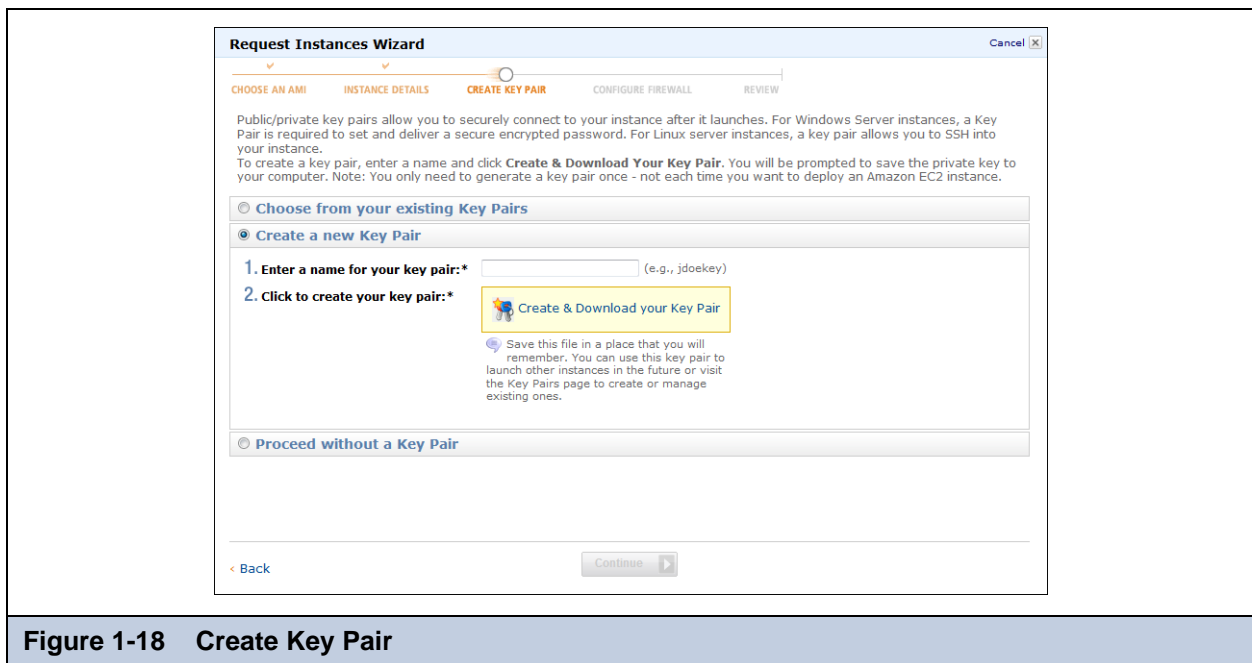 Request Instances Wizard
Cancel
CHOOSE AN AMI INSTANCE DETAILS CREATE KEY PAIR CONFIGURE FIREWALL REVIEW
Public/private key pairs allow you to securely connect to your instance after it launches. For Windows Server instances, a Key
Pair is required to set and deliver a secure encrypted password. For Linux server instances, a key pair allows you to SSH into
your instance.
To create a key pair, enter a name and click Create & Download Your Key Pair. You will be prompted to save the private key to
your computer. Note: You only need to generate a key pair once - not each time you want to deploy an Amazon EC2 instance.
Choose from your existing Key Pairs
Create a new Key Pair
1. Enter a name for your key pair:* (e.g., jdoekey)
2. Click to create your key pair:*
Create & Download your Key Pair
Save this file in a place that you will
remember. You can use this key pair to
launch other instances in the future or visit
the Key Pairs page to create or manage
existing ones.
Proceed without a Key Pair
< Back
Continue
Figure 1-18 Create Key Pair